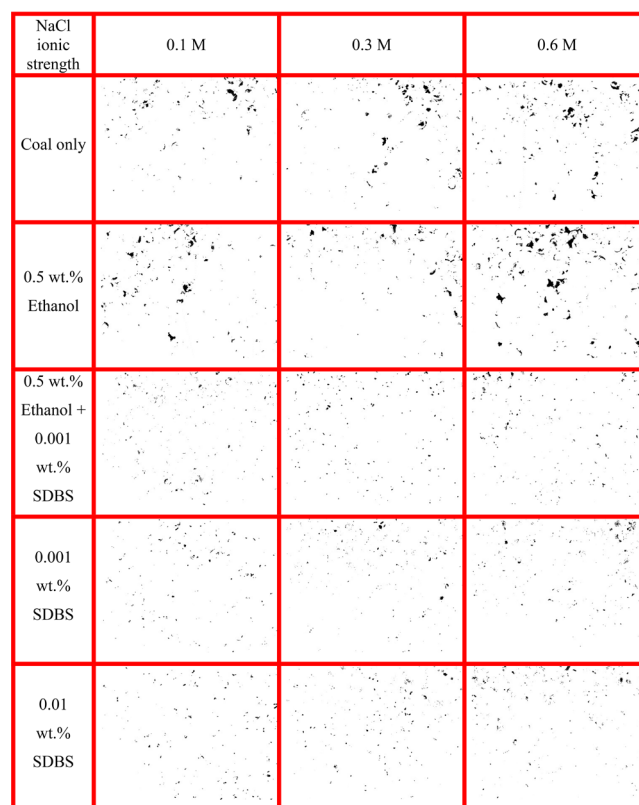 NaCl
ionic
strength
0.1 M
0.3 M
0.6 M
Coal only
0.5 wt.%
Ethanol
0.5 wt.%
Ethanol +
0.001
wt.%
SDBS
0.001
wt.%
SDBS
0.01
wt.%
SDBS